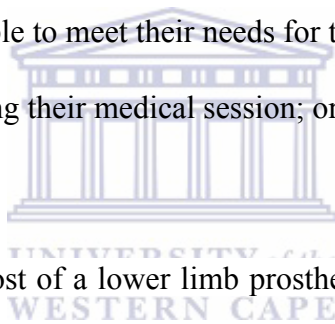 ole to meet their needs for t
ng their medical session; or
UNIVERSITY of the
ost of a lower limb prosthe
WESTERN CAPE